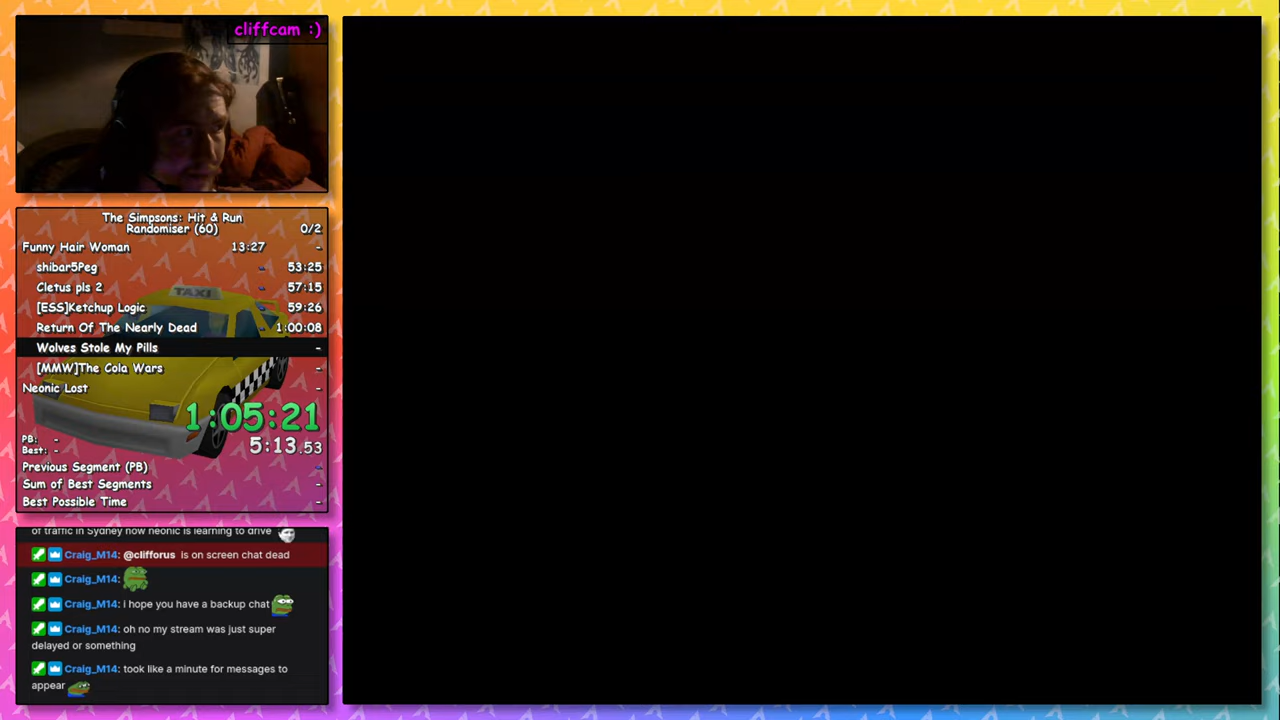 cliffcam :)
The Simpsons: Hit & Run
Randomiser (60) 0/2
Funny Hair Woman 13:27 -
shibar5Peg 53:25
Cletus pls 2 57:15
[ESS]Ketchup Logic 59:26
Return Of The Nearly Dead 1:00:08
Wolves Stole My Pills -
[MMW]The Cola Wars -
Neonic Lost -
TAXI
1:05:21
PB: -
5:13.53
Best: -
Previous Segment (PB)
Sum of Best Segments -
Best Possible Time -
of traffic in Sydney now neonic is learning to drive
Craig_M14: @clifforus Is on screen chat dead
Craig_M14:
Craig_M14: i hope you have a backup chat
Craig_M14: oh no my stream was just super
delayed or something
Craig_M14: took like a minute for messages to
appear